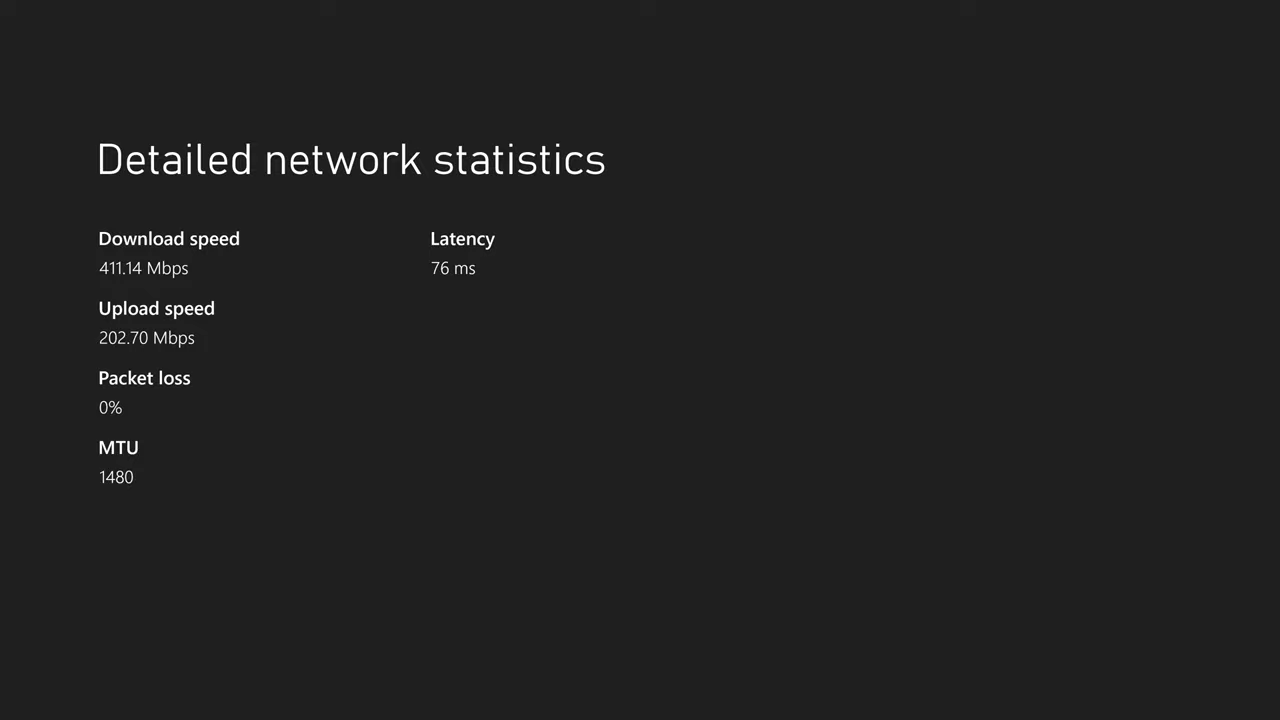 Detailed network statistics
Download speed
411.14 Mbps
Upload speed
202.70 Mbps
Packet loss
0%
MTU
1480
Latency
76 ms